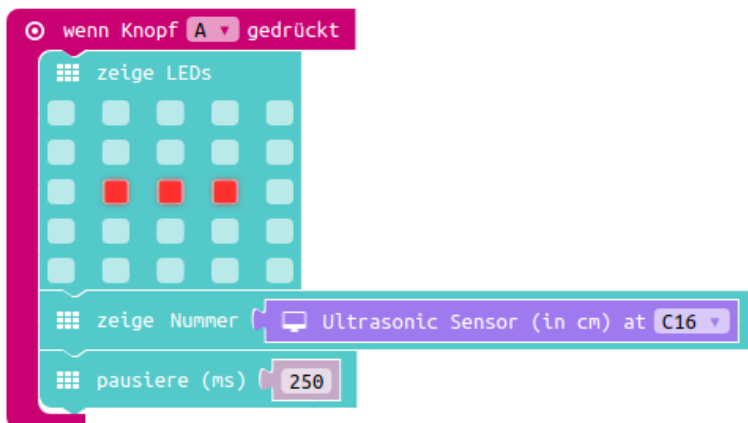 wenn Knopf A gedrückt
zeige LEDs
zeige Nummer Ultrasonic Sensor (in cm) at C16
pausiere (ms) 250